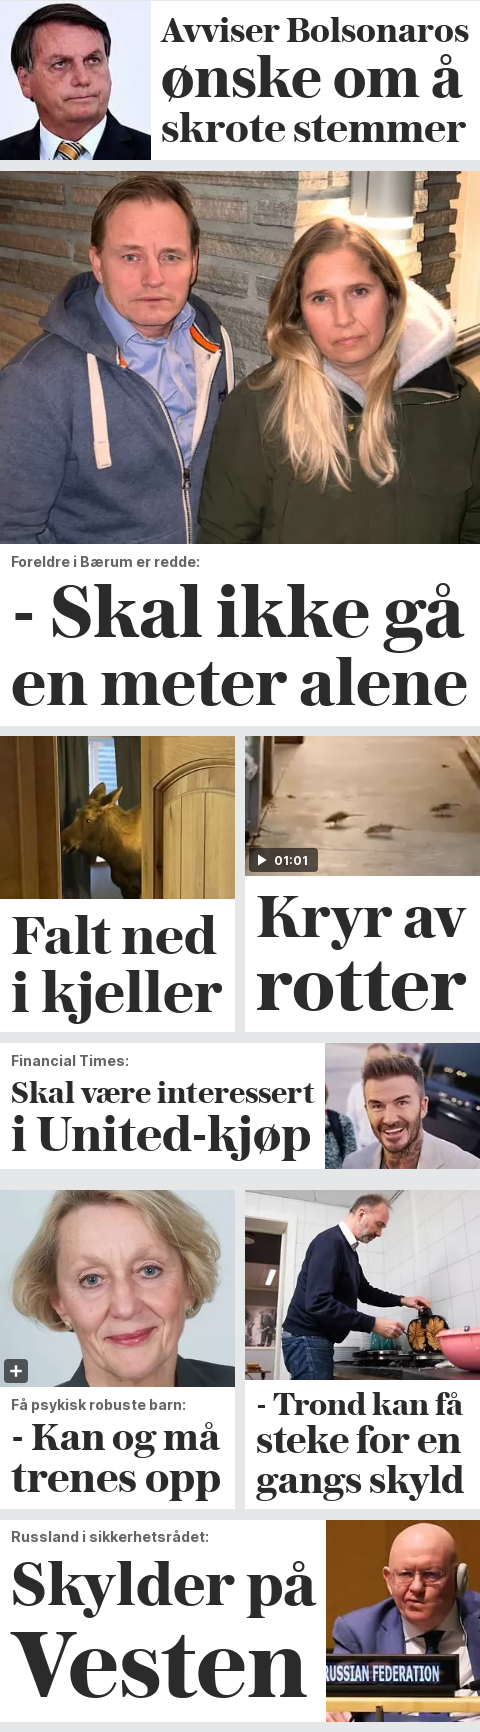 Avviser Bolsonaros
ønske om å
skrote stemmer
Foreldre i Bærum er redde:
- Skal ikke gå
en meter alene
01:01
Falt ned
i kjeller
Kryr av
rotter
Financial Times:
Skal være interessert
i United-kjøp
Få psykisk robuste barn:
- Kan og må
trenes opp
- Trond kan få
steke for en
gangs skyld
Russland i sikkerhetsrådet:
Skylder på
Vesten
RUSSIAN FEDERATION